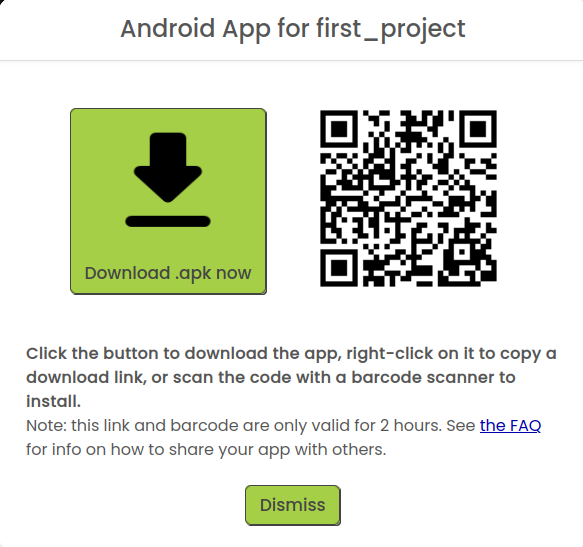 Android App for first_project
Download .apk now
Click the button to download the app, right-click on it to copy a
download link, or scan the code with a barcode scanner to
install.
Note: this link and barcode are only valid for 2 hours. See the FAQ
for info on how to share your app with others.
Dismiss